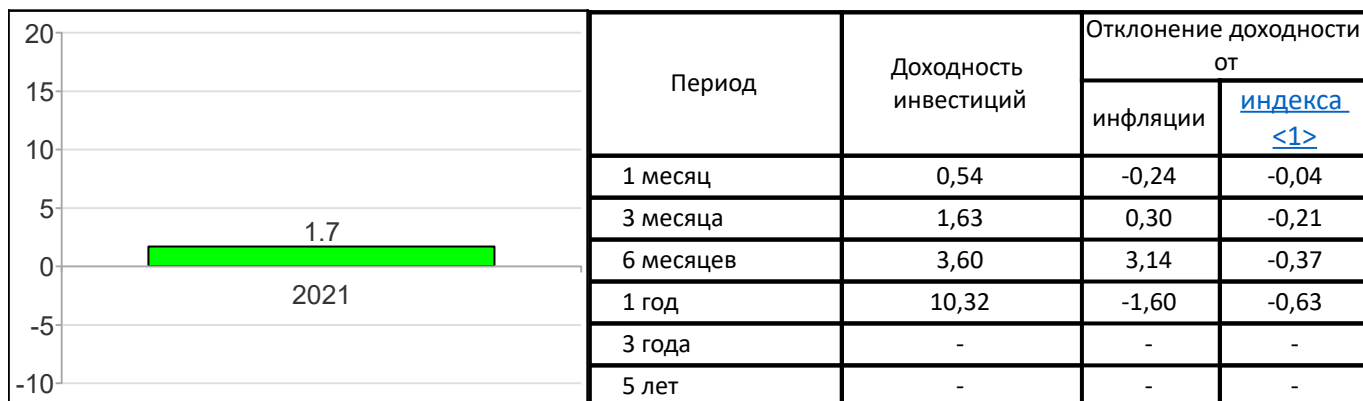 20
15
10
5
0
-5
-10
1.7
2021
Период
Доходность
инвестиций
Отклонение доходности
от
инфляции
индекса
<1>
1 месяц 0,54 -0,24 -0,04
3 месяца 1,63 0,30 -0,21
6 месяцев 3,60 3,14 -0,37
1 год 10,32 -1,60 -0,63
3 года - - -
5 лет - - -